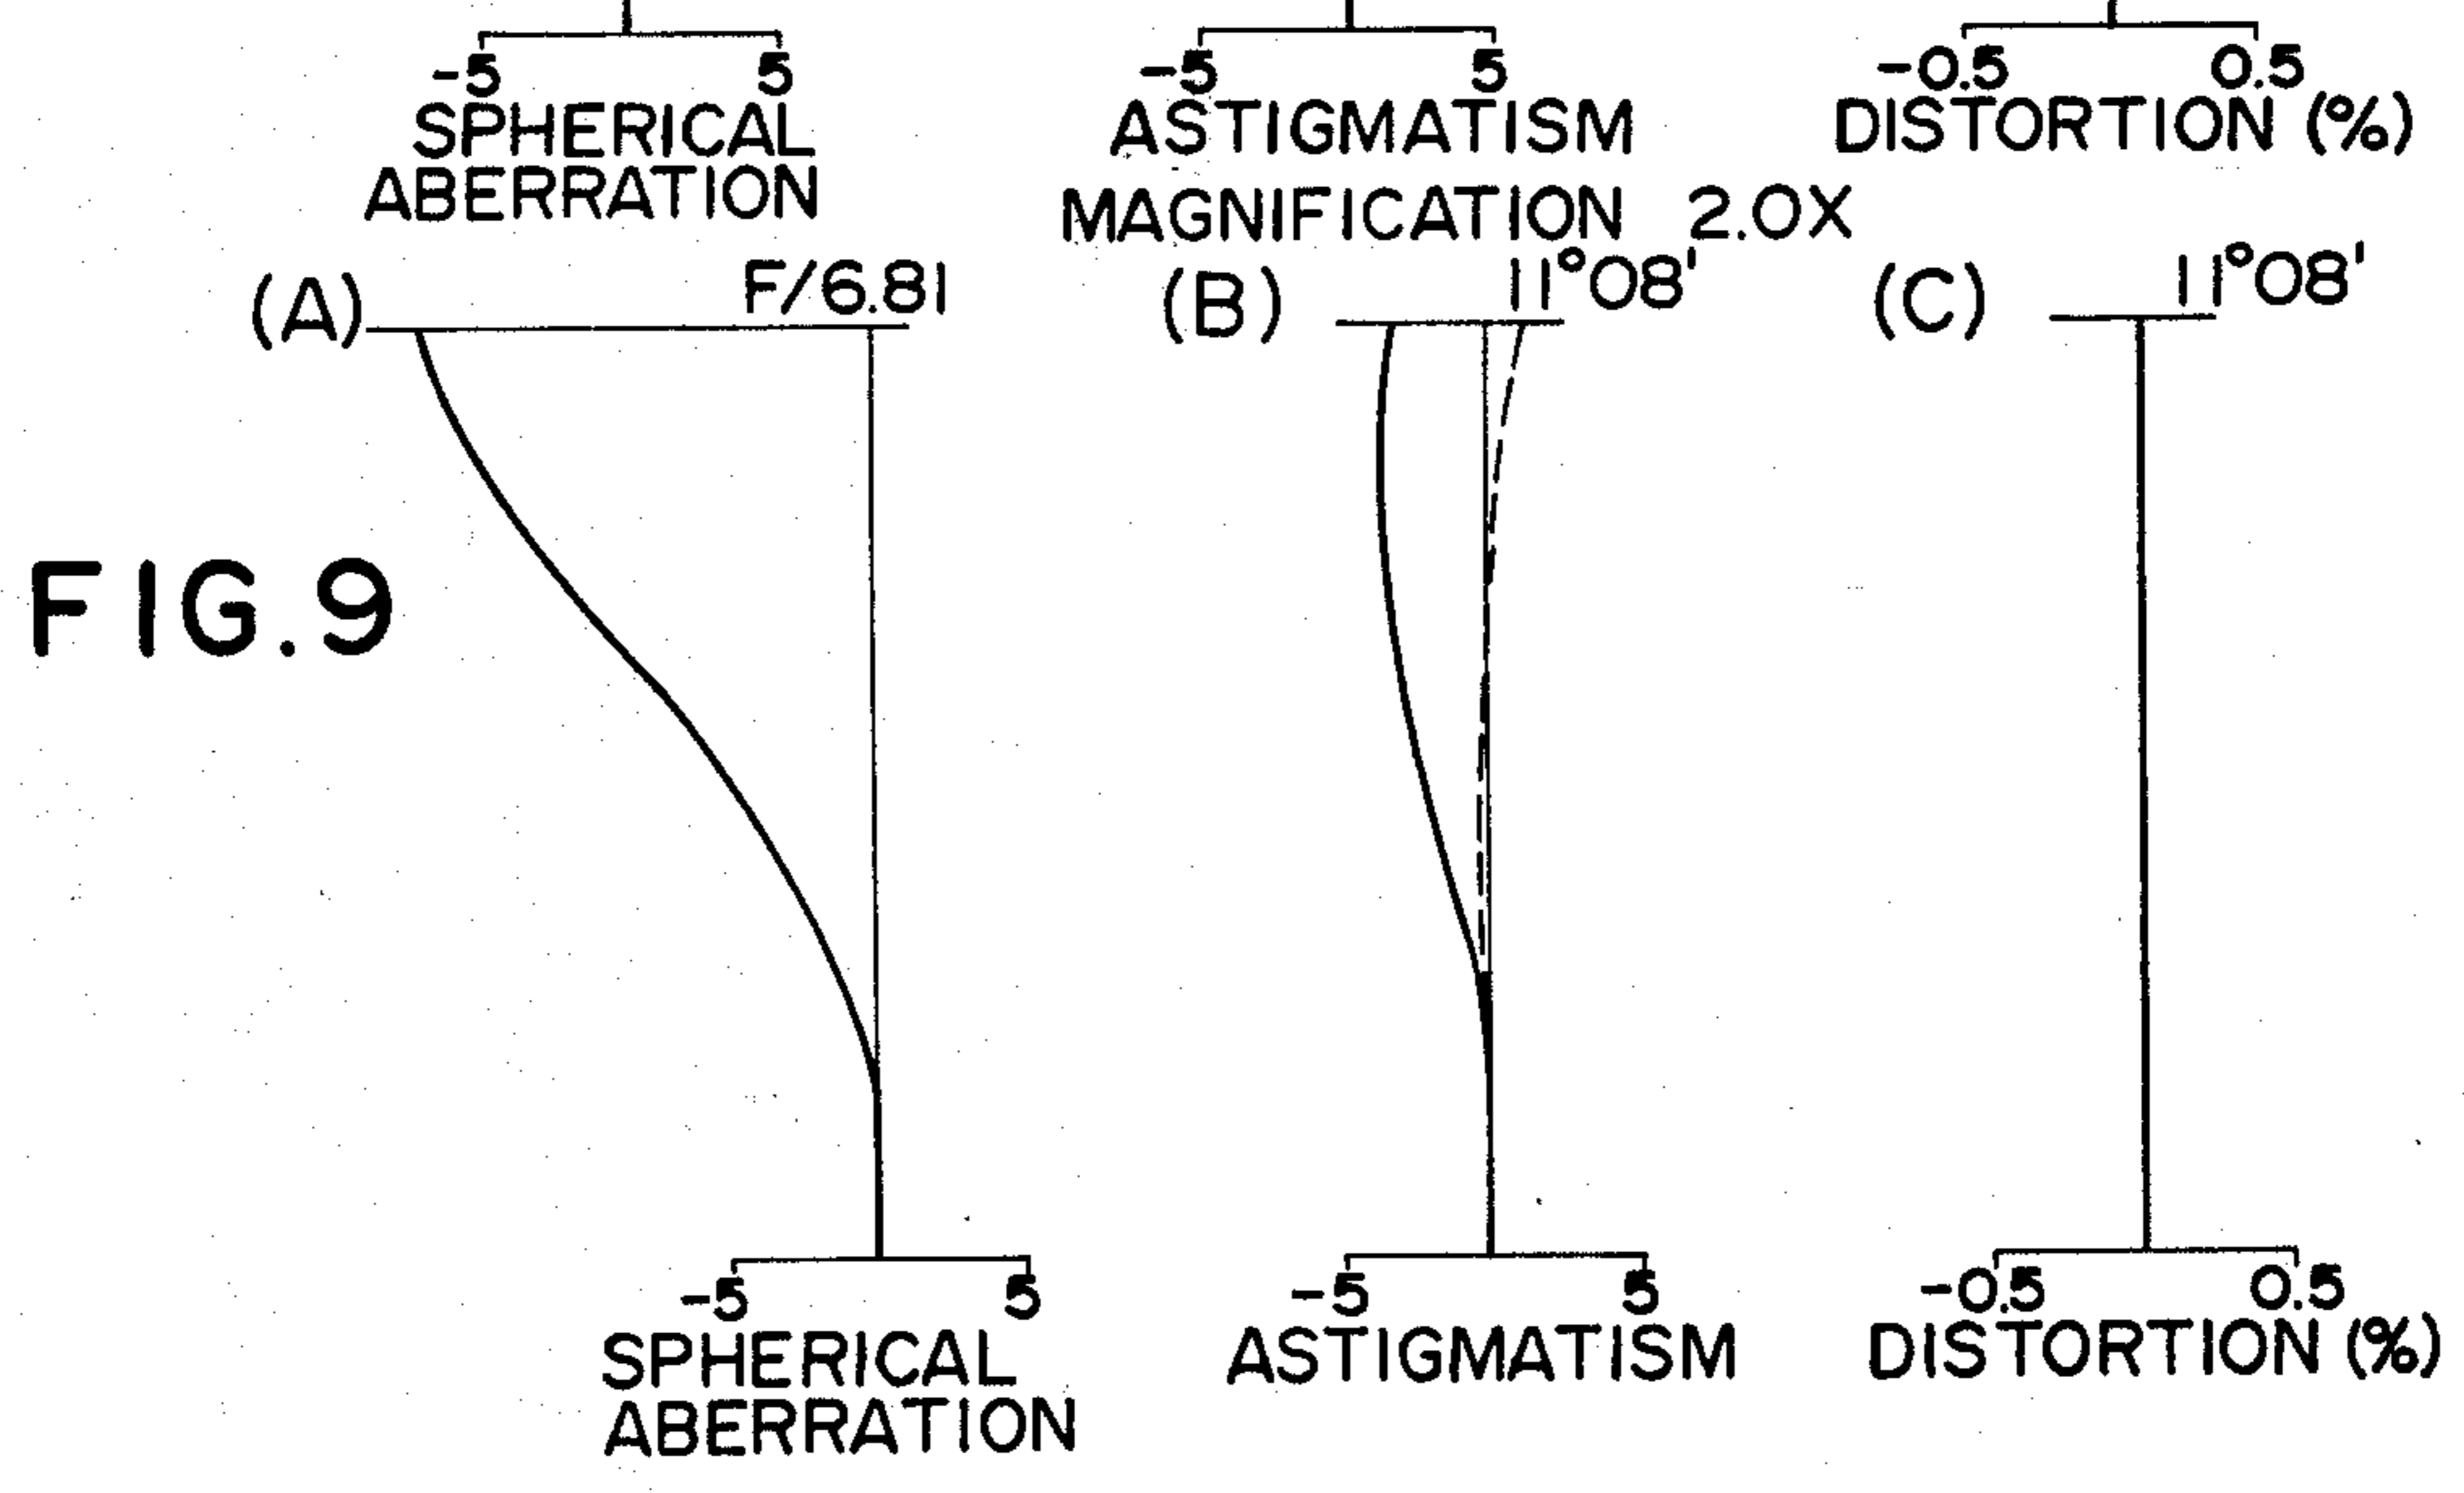 -5 5 -5 5 -0.5 0.5
SPHERICAL ASTIGMATISM DISTORTION (%)
ABERRATION MAGNIFICATION 2.0X
(A) F/6.81 (B) 11°08' (C) 11°08'
FIG.9
-5 5 -5 5 -0.5 0.5
SPHERICAL ASTIGMATISM DISTORTION (%)
ABERRATION